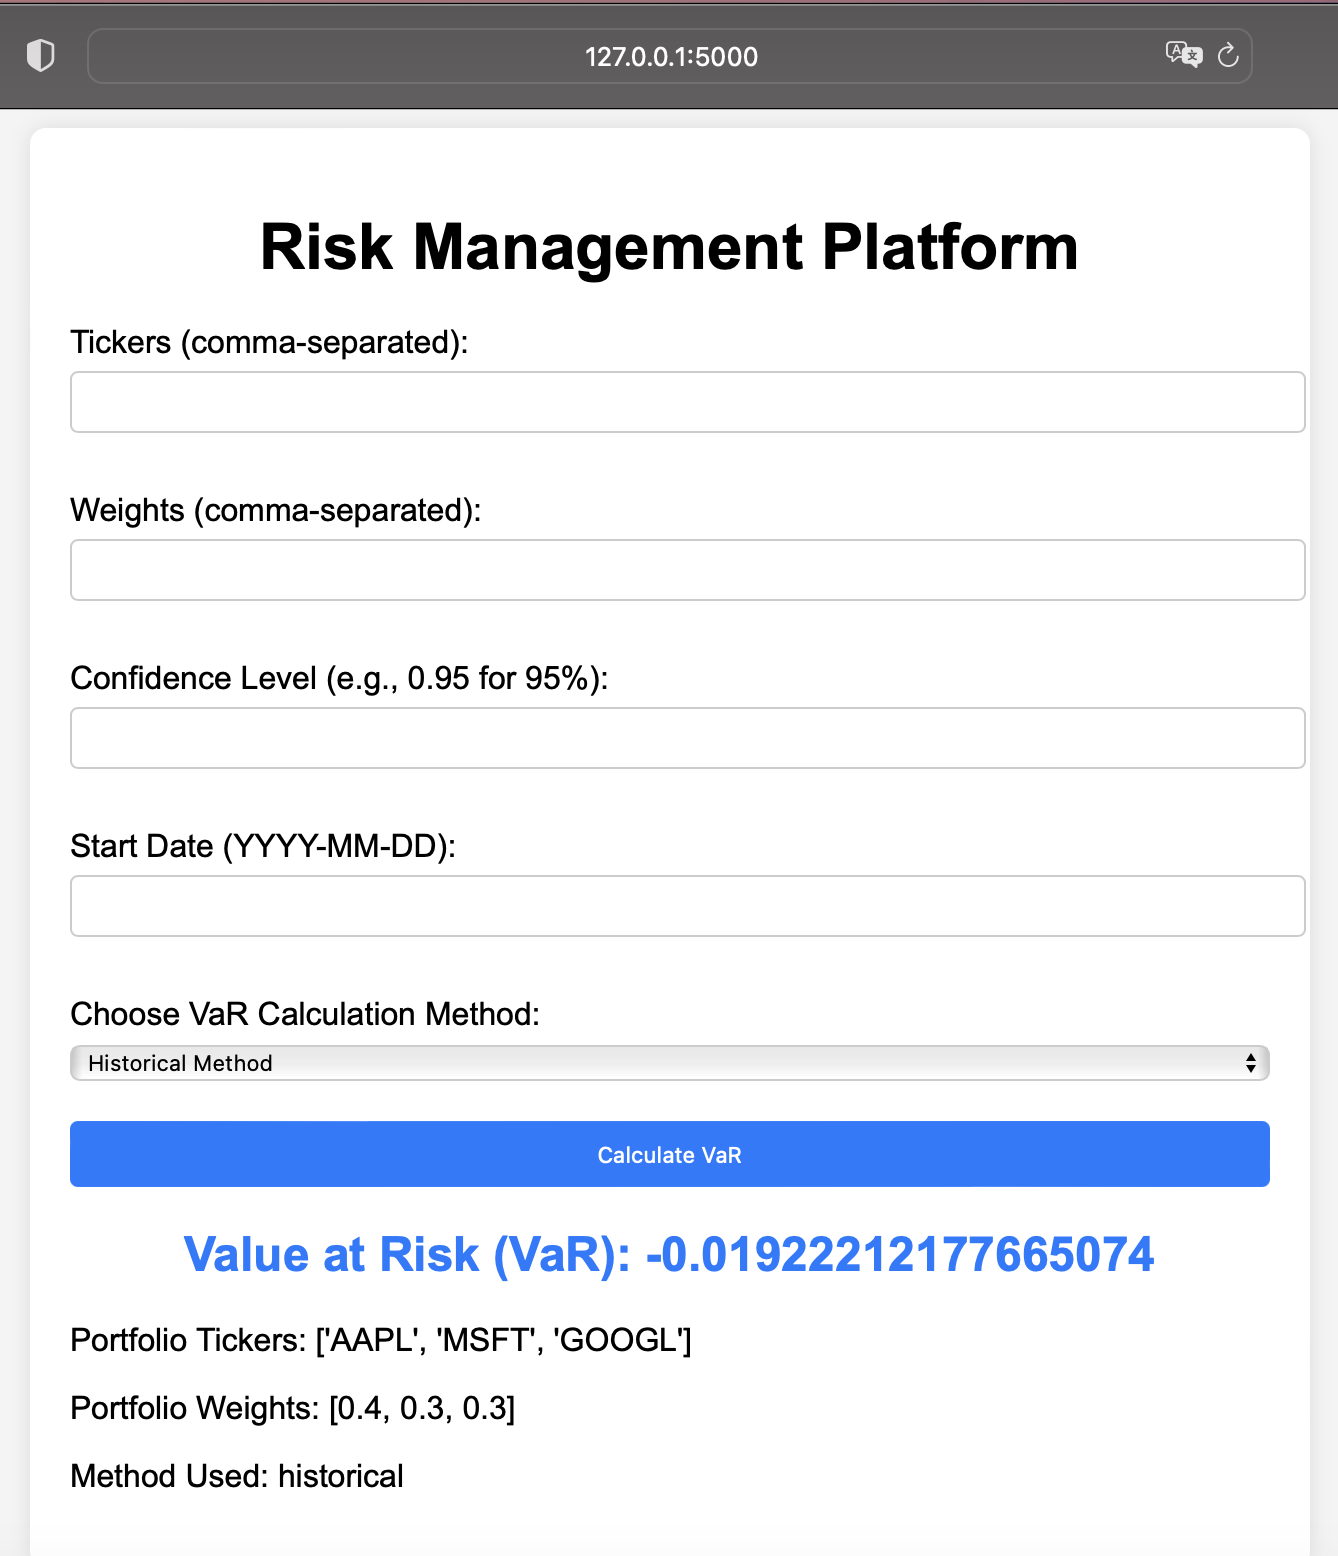 127.0.0.1:5000
Risk Management Platform
Tickers (comma-separated):
Weights (comma-separated):
Confidence Level (e.g., 0.95 for 95%):
Start Date (YYYY-MM-DD):
Choose VaR Calculation Method:
Historical Method
Calculate VaR
Value at Risk (VaR): -0.01922212177665074
Portfolio Tickers: ['AAPL', 'MSFT', 'GOOGL']
Portfolio Weights: [0.4, 0.3, 0.3]
Method Used: historical